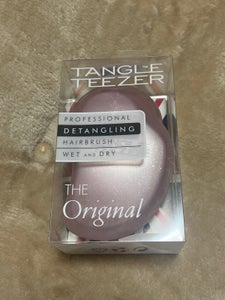 TANGLE
TEEZER
PROFESSIONAL
DETANGLING
HAIRBRUSH
WET AND DRY
THE
Original